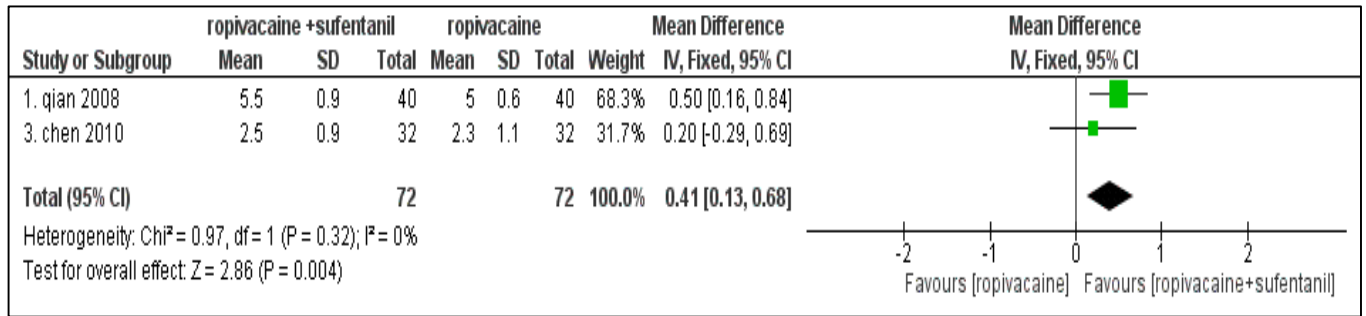 ropivacaine +sufentanil ropivacaine Mean Difference Mean Difference
Study or Subgroup Mean SD Total Mean SD Total Weight IV, Fixed, 95% CI IV, Fixed, 95% CI
1. qian 2008 5.5 0.9 40 5 0.6 40 68.3% 0.50 [0.16, 0.84]
3. chen 2010 2.5 0.9 32 2.3 1.1 32 31.7% 0.20 [-0.29, 0.69]
Total (95% CI) 72 72 100.0% 0.41 [0.13, 0.68]
Heterogeneity: Chi² = 0.97, df = 1 (P = 0.32); I² = 0%
Test for overall effect: Z = 2.86 (P = 0.004)
-2 -1 0 1 2
Favours [ropivacaine] Favours [ropivacaine+sufentanil]